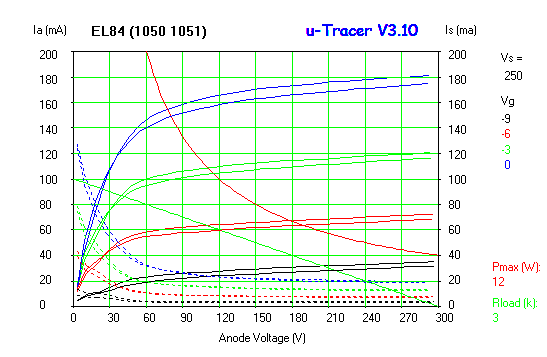 Ia (mA) EL84 (1050 1051) u-Tracer V3.10 Is (ma)
200 200
180 180
160 160
140 140
120 120
100 100
80 80
60 60
40 40
20 20
0 0
0 30 60 90 120 150 180 210 240 270 300
Anode Voltage (V)
Vs =
250
Vg
-9
-6
-3
0
Pmax (W):
12
Rload (k):
3